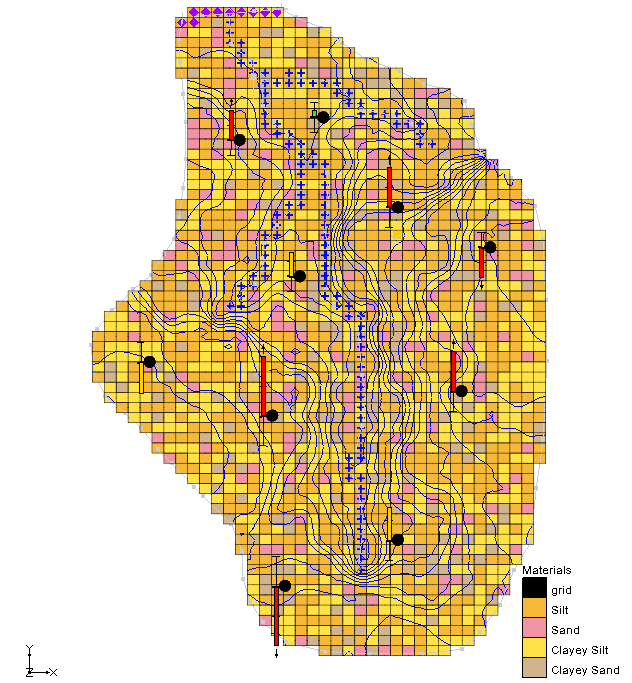 Materials
grid
Silt
Sand
Clayey Silt
Clayey Sand
Y
Z X